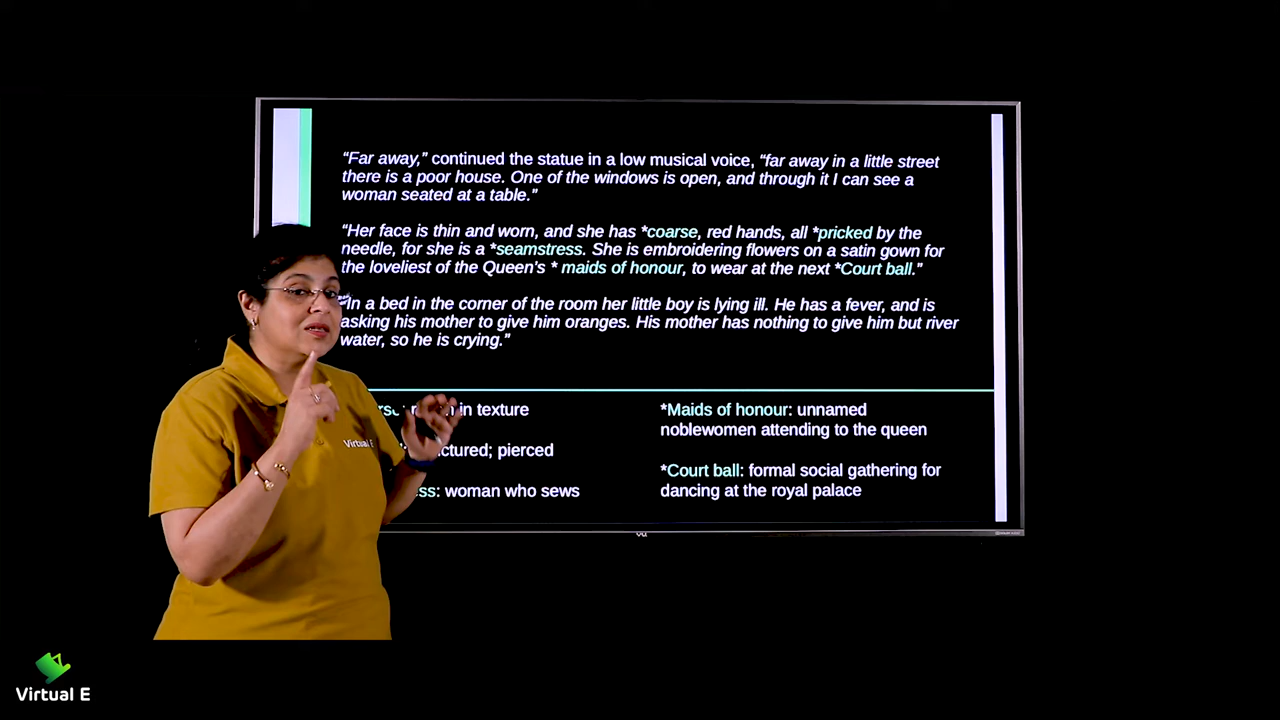 “Far away,” continued the statue in a low musical voice, “far away in a little street
there is a poor house. One of the windows is open, and through it I can see a
woman seated at a table.”
“Her face is thin and worn, and she has *coarse, red hands, all *pricked by the
needle, for she is a *seamstress. She is embroidering flowers on a satin gown for
the loveliest of the Queen’s * maids of honour, to wear at the next *Court ball.”
“In a bed in the corner of the room her little boy is lying ill. He has a fever, and is
asking his mother to give him oranges. His mother has nothing to give him but river
water, so he is crying.”
in texture
pierced
woman who sews
*Maids of honour: unnamed
noblewomen attending to the queen
*Court ball: formal social gathering for
dancing at the royal palace
Virtual E
Virtual E